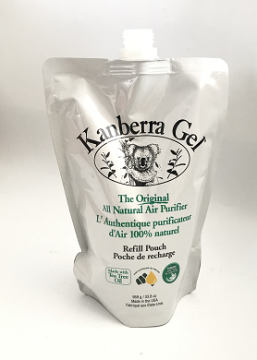 Kanberra Gel
The Original
All Natural Air Purifier
L'Authentique purificateur
d'Air 100% naturel
Refill Pouch
Poche de recharge
Made with
Tea Tree
Oil
Made in the USA